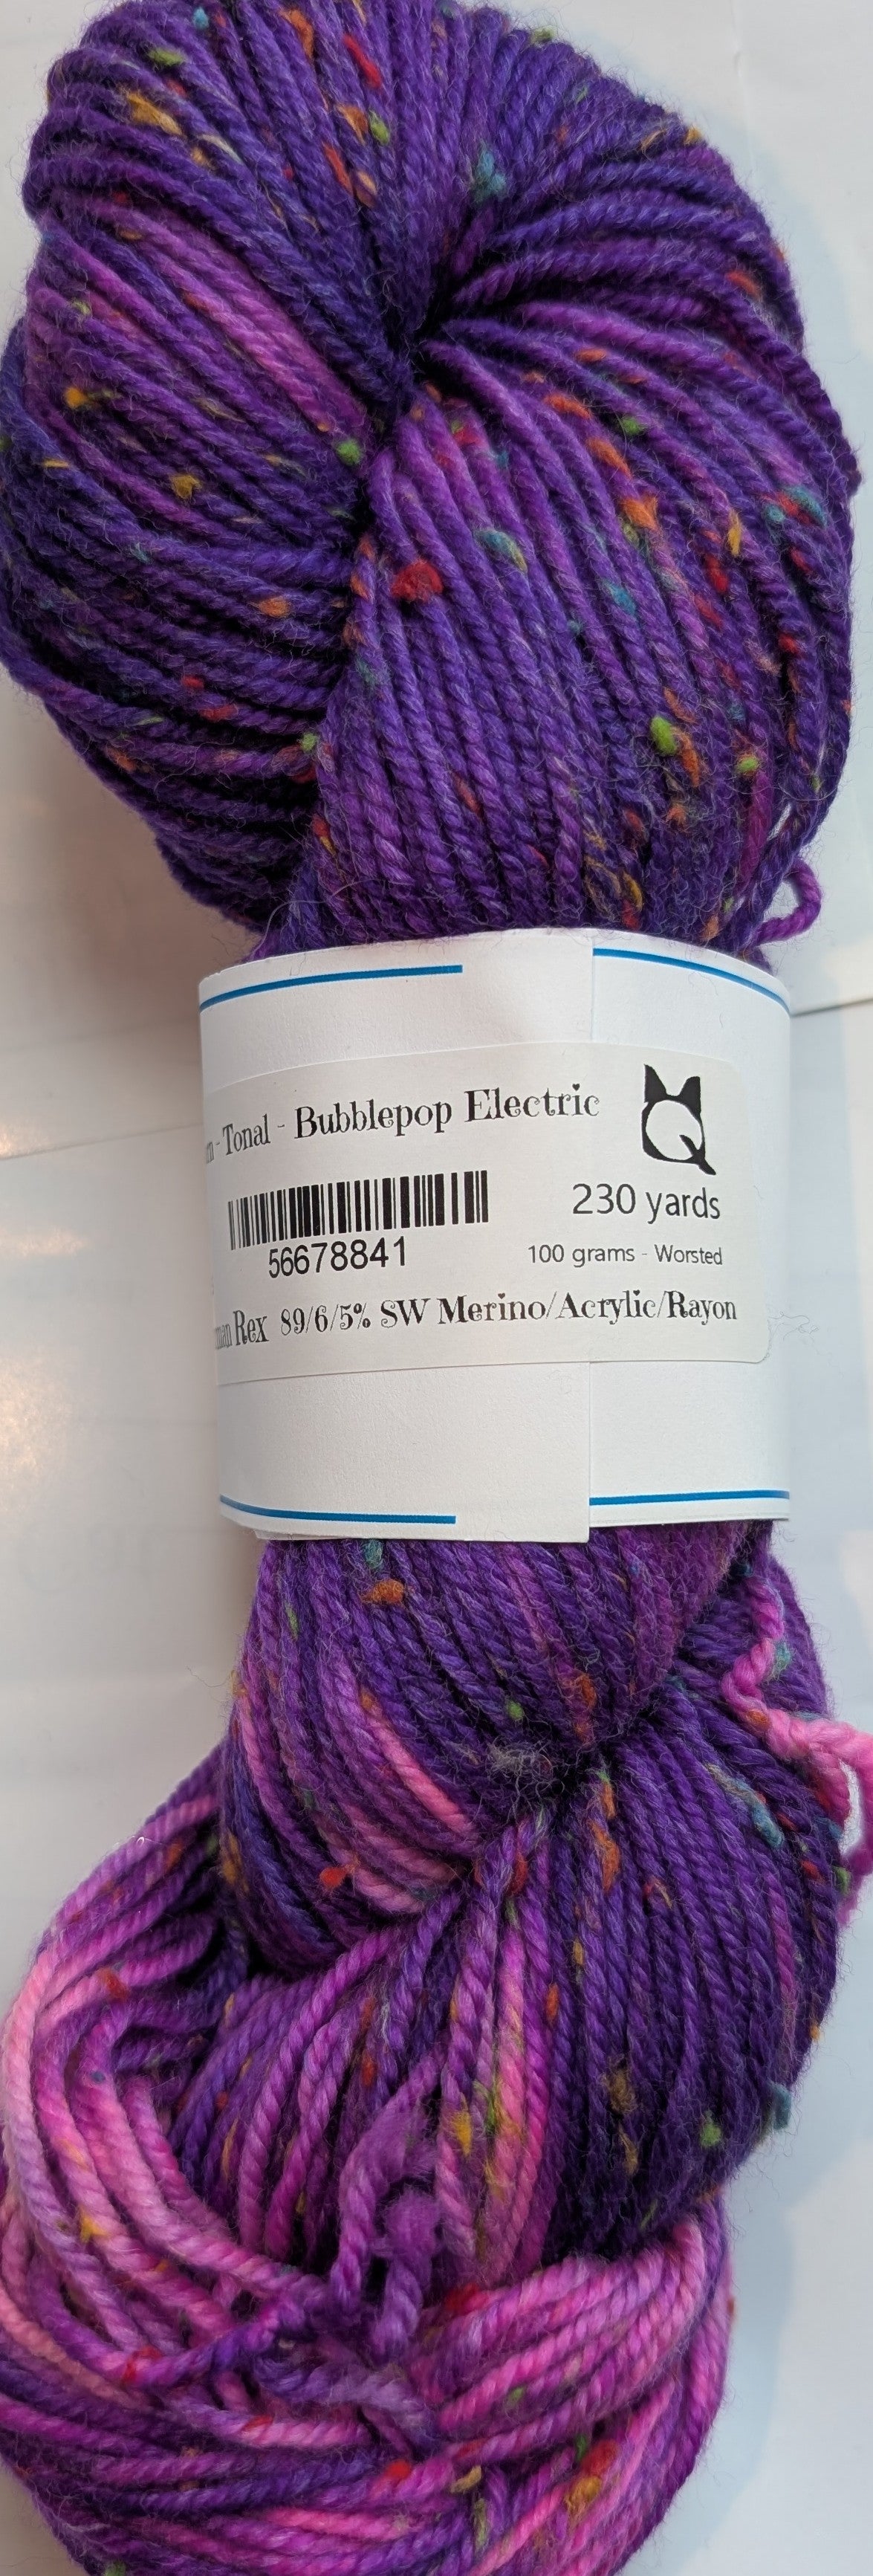 Tonal - Bubblepop Electric
230 yards
56678841
100 grams - Worsted
Rex 89/6/5% SW Merino/Acrylic/Rayon